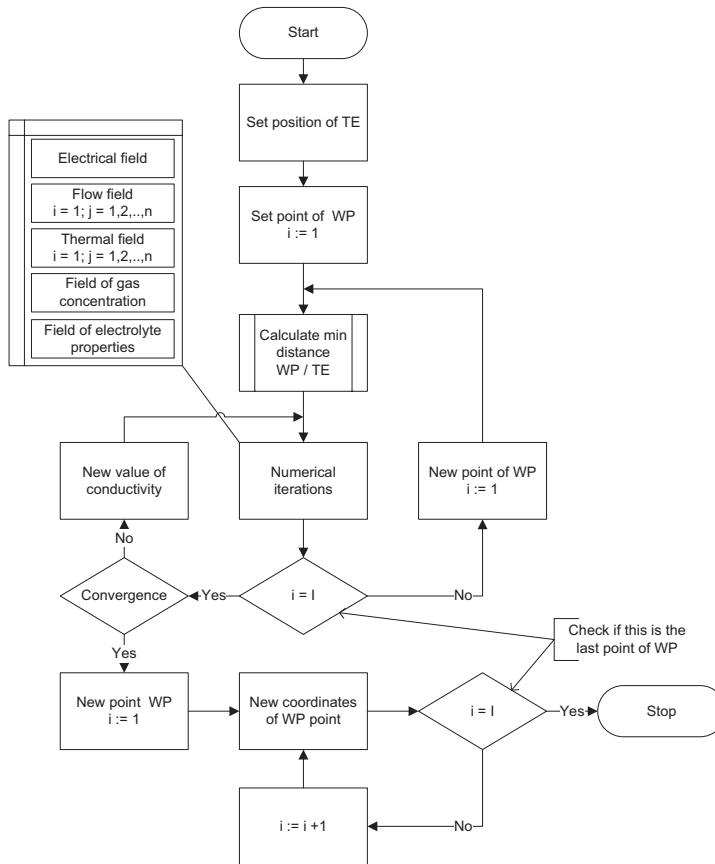 Start
Set position of TE
Electrical field
Flow field
i = 1; j = 1,2,..,n
Thermal field
i = 1; j = 1,2,..,n
Field of gas
concentration
Field of electrolyte
properties
Set point of  WP
i := 1
Calculate min
distance
WP / TE
New value of
conductivity
Numerical
iterations
New point of WP
i := 1
No
Convergence
Yes
i = I
No
Yes
Check if this is the
last point of WP
New point  WP
i := 1
New coordinates
of WP point
i = I
Yes
Stop
i := i +1
No